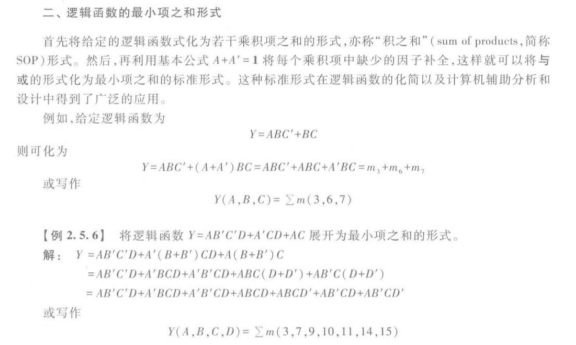 二、逻辑函数的最小项之和形式
首先将给定的逻辑函数式化为若干乘积项之和的形式,亦称“积之和”(sum of products,简称
SOP)形式。然后,再利用基本公式 A+A′=1 将每个乘积项中缺少的因子补全,这样就可以将与
或的形式化为最小项之和的标准形式。这种标准形式在逻辑函数的化简以及计算机辅助分析和
设计中得到了广泛的应用。
例如,给定逻辑函数为
Y=ABC′+BC
则可化为
Y=ABC′+(A+A′)BC=ABC′+ABC+A′BC=m₃+m₆+m₇
或写作
Y(A,B,C)=∑m(3,6,7)
【例 2.5.6】 将逻辑函数 Y=AB′C′D+A′CD+AC 展开为最小项之和的形式。
解: Y=AB′C′D+A′(B+B′)CD+A(B+B′)C
=AB′C′D+A′BCD+A′B′CD+ABC(D+D′)+AB′C(D+D′)
=AB′C′D+A′BCD+A′B′CD+ABCD+ABCD′+AB′CD+AB′CD′
或写作
Y(A,B,C,D)=∑m(3,7,9,10,11,14,15)